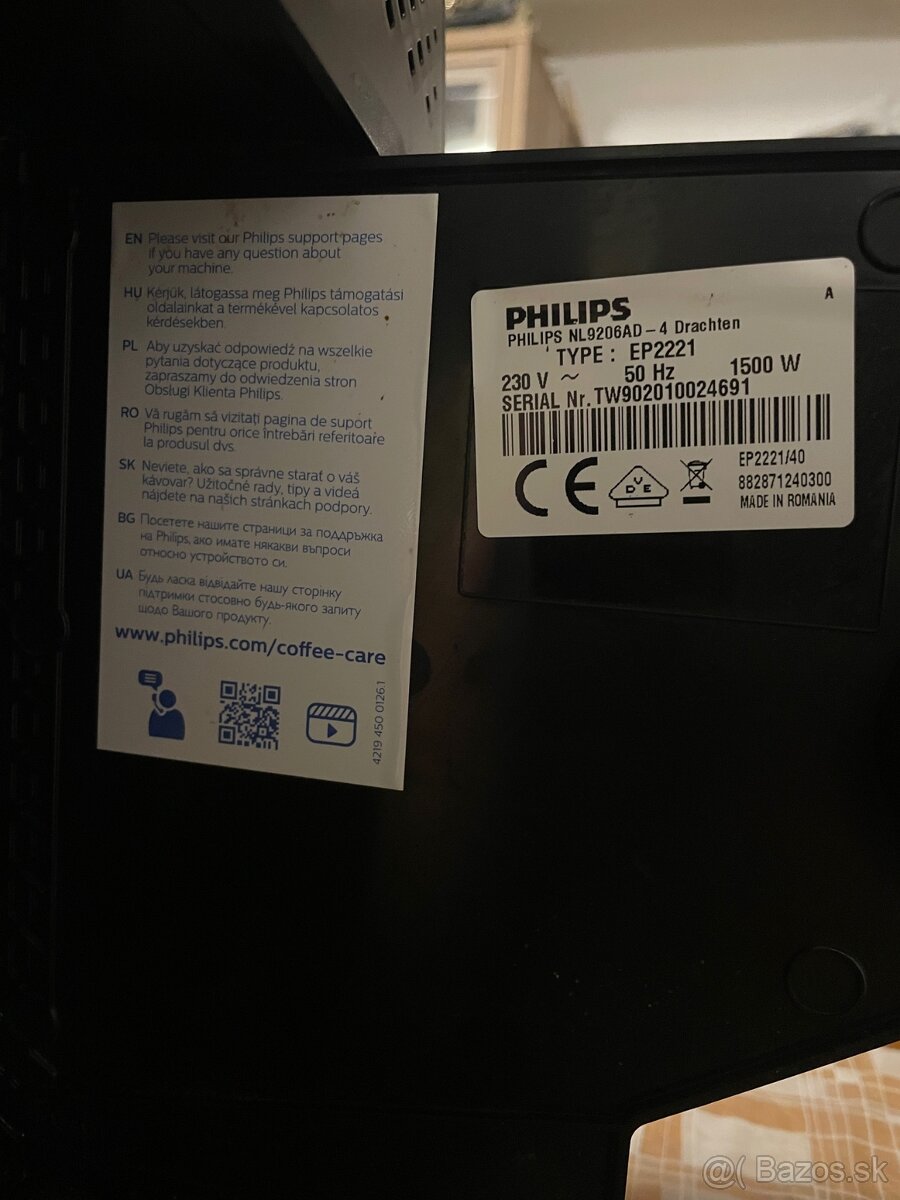 EN Please visit our Philips support pages
if you have any question about
your machine.
HU Kérjük, látogassa meg Philips támogatási
oldalainkat a termékével kapcsolatos
kérdésekben.
PL Aby uzyskać odpowiedź na wszelkie
pytania dotyczące produktu,
zapraszamy do odwiedzenia stron
Obsługi Klienta Philips.
RO Vă rugăm să vizitați pagina de suport
Philips pentru orice întrebări referitoare
la produsul dvs.
SK Neviete, ako sa správne starať o váš
kávovar? Užitočné rady, tipy a videá
nájdete na našich stránkach podpory.
BG Посетете нашите страници за поддръжка
на Philips, ако имате някакви въпроси
относно устройството си.
UA Будь ласка відвідайте нашу сторінку
підтримки стосовно будь-якого запиту
щодо Вашого продукту.
www.philips.com/coffee-care
4219 450 0126.1
A
PHILIPS
PHILIPS NL9206AD-4 Drachten
TYPE : EP2221
230 V ~ 50 Hz 1500 W
SERIAL Nr. TW902010024691
CE
DVE
EP2221/40
882871240300
MADE IN ROMANIA
@( Bazos.sk